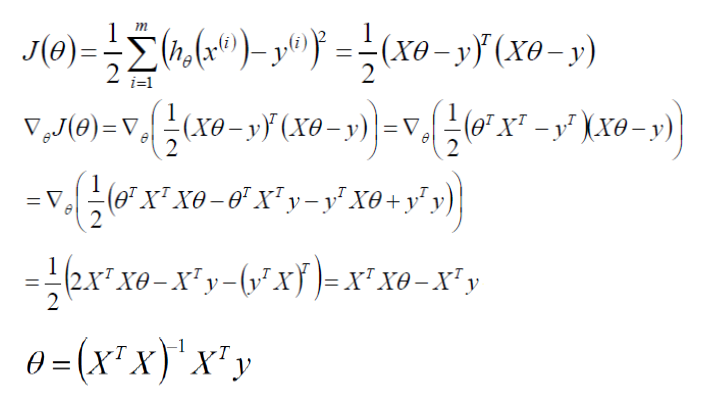 J(θ) = 1/2 ∑_{i=1}^{m} (h_θ(x^{(i)}) − y^{(i)})² = 1/2 (Xθ − y)^T (Xθ − y)
∇_θ J(θ) = ∇_θ (1/2 (Xθ − y)^T (Xθ − y)) = ∇_θ (1/2 (θ^T X^T − y^T)(Xθ − y))
= ∇_θ (1/2 (θ^T X^T Xθ − θ^T X^T y − y^T Xθ + y^T y))
= 1/2 (2X^T Xθ − X^T y − (y^T X)^T) = X^T Xθ − X^T y
θ = (X^T X)^{-1} X^T y